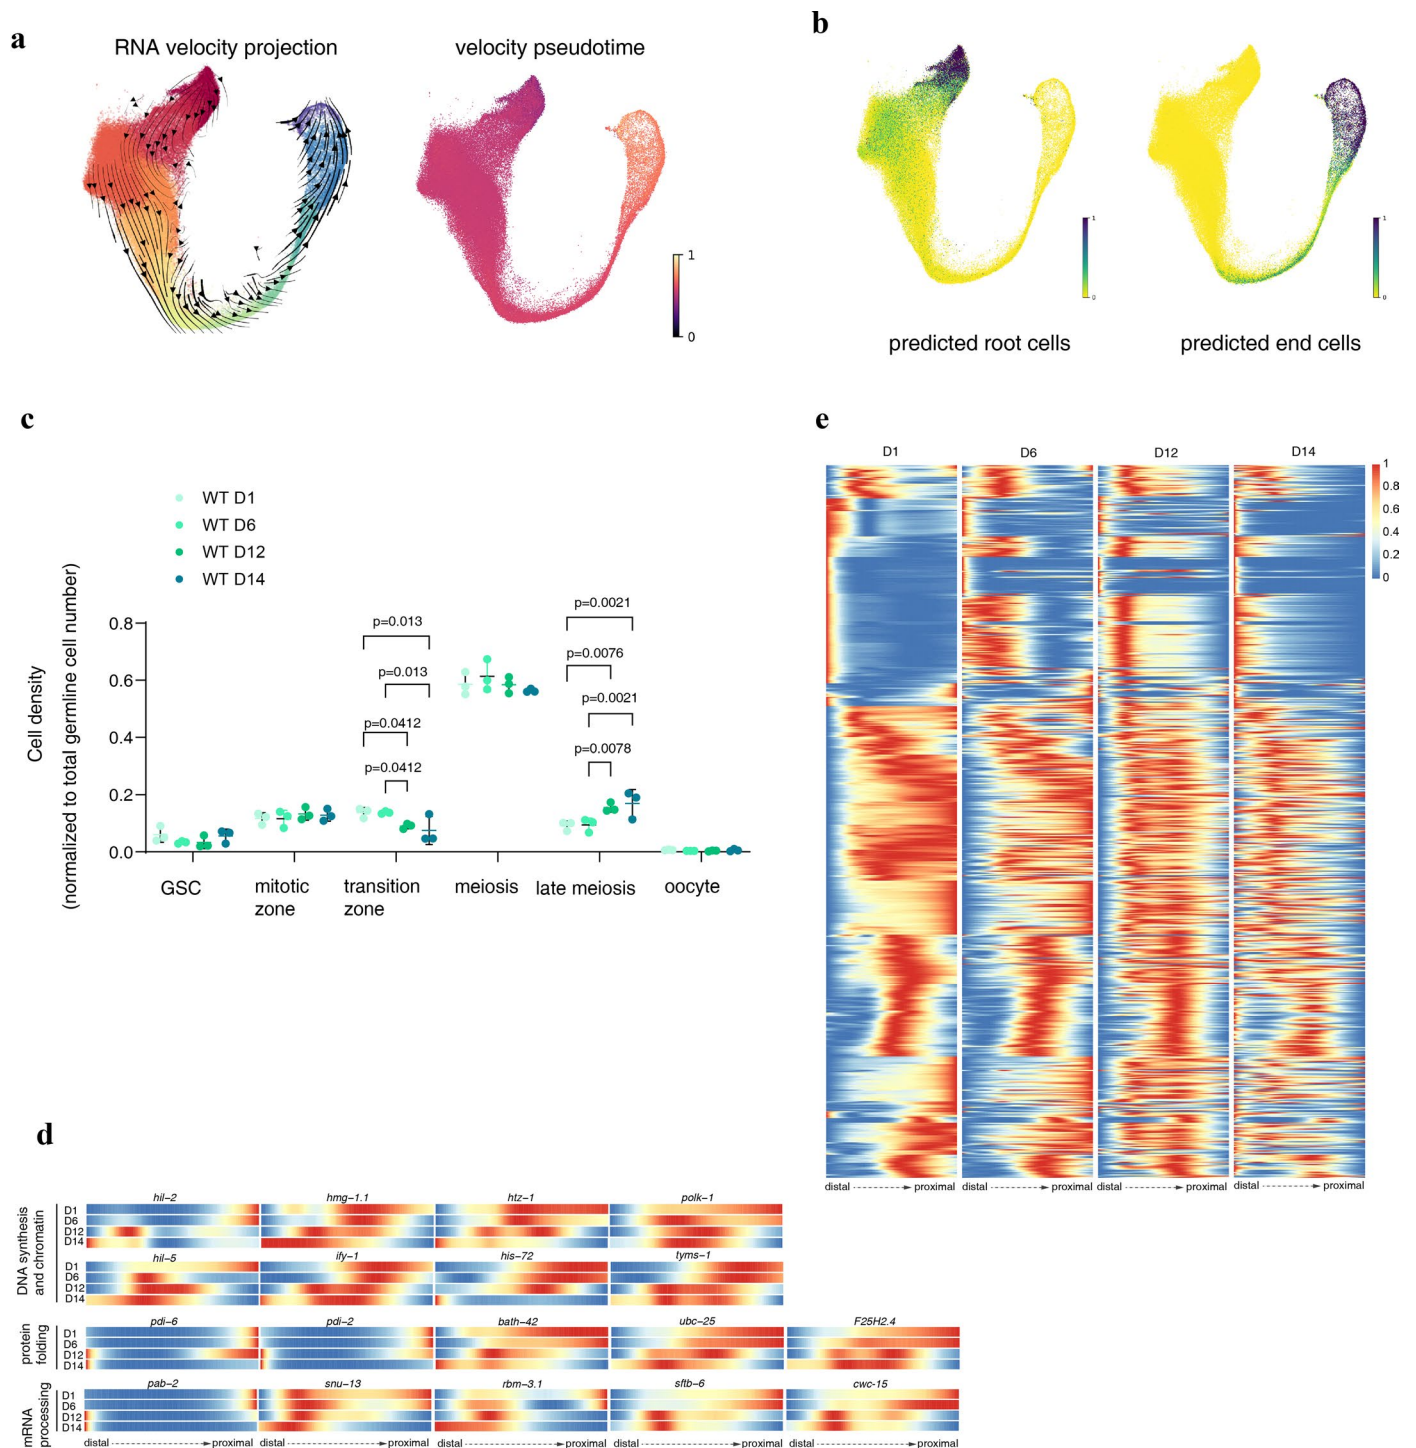 a
RNA velocity projection
velocity pseudotime
1
0
b
1
0
1
0
predicted root cells
predicted end cells
c
WT D1
WT D6
WT D12
WT D14
Cell density
(normalized to total germline cell number)
0.8
0.6
0.4
0.2
0.0
p=0.013
p=0.013
p=0.0412
p=0.0412
p=0.0021
p=0.0076
p=0.0021
p=0.0078
GSC
mitotic
zone
transition
zone
meiosis
late meiosis
oocyte
e
D1 D6 D12 D14
1
0.8
0.6
0.4
0.2
0
distal proximal distal proximal distal proximal distal proximal
d
DNA synthesis
and chromatin
hil-2 hmg-1.1 htz-1 polk-1
D1
D6
D12
D14
hil-5 ify-1 his-72 tyms-1
D1
D6
D12
D14
protein
folding
pdi-6 pdi-2 bath-42 ubc-25 F25H2.4
D1
D6
D12
D14
mRNA
processing
pab-2 snu-13 rbm-3.1 sftb-6 cwc-15
D1
D6
D12
D14
distal proximal distal proximal distal proximal distal proximal distal proximal